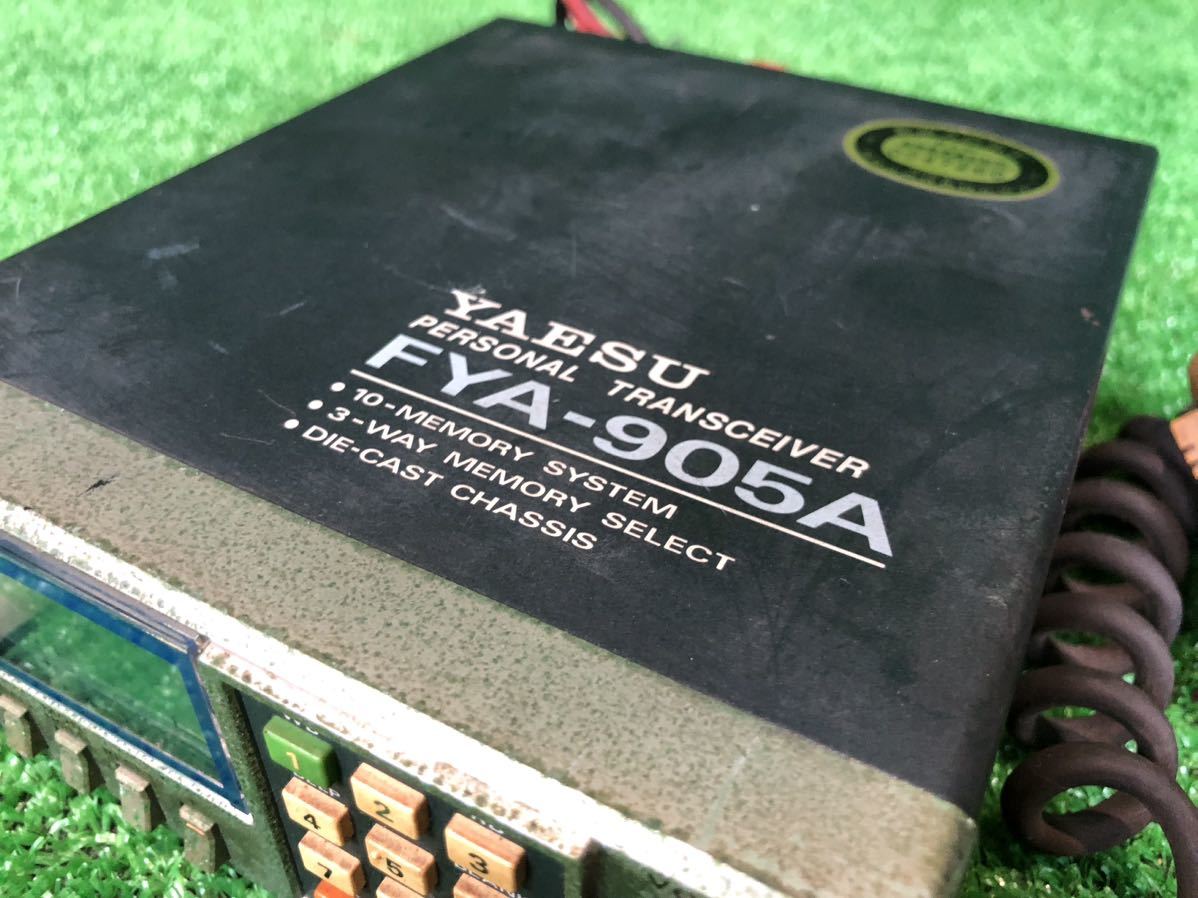 YAESU
PERSONAL TRANSCEIVER
FYA-905A
• 10-MEMORY SYSTEM
• 3-WAY MEMORY SELECT
• DIE-CAST CHASSIS
1
2
3
4
5
7